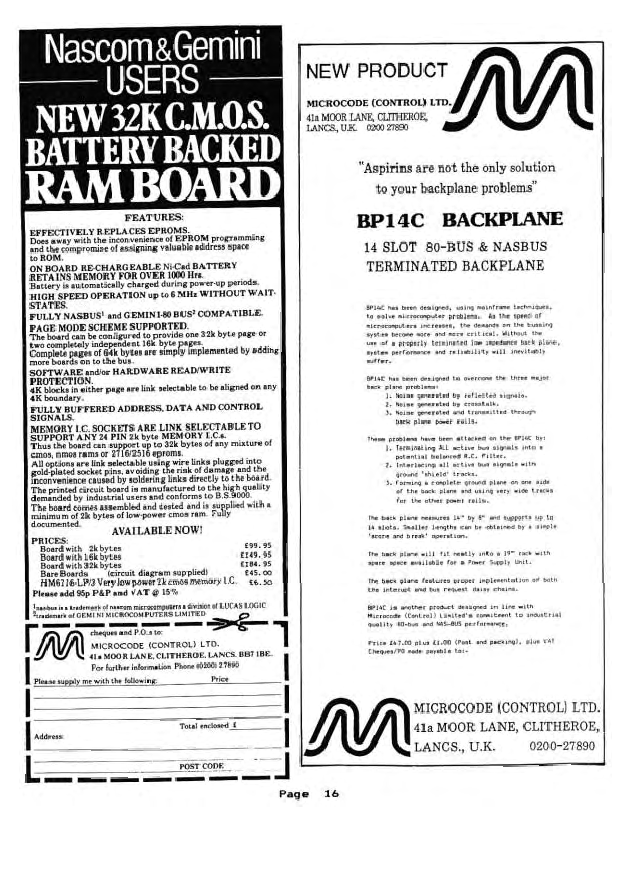 Nascom&Gemini
USERS
NEW 32K C.M.O.S.
BATTERY BACKED
RAM BOARD
FEATURES:
EFFECTIVELY REPLACES EPROMS.
Does away with the inconvenience of EPROM programming
and the compromise of assigning valuable address space
to ROM.
ON BOARD RE-CHARGEABLE Ni-Cad BATTERY
RETAINS MEMORY FOR OVER 1000 Hrs.
Battery is automatically charged during power-up periods.
HIGH SPEED OPERATION up to 6 MHz WITHOUT WAIT-
STATES.
FULLY NASBUS¹ and GEMINI-80 BUS² COMPATIBLE.
PAGE MODE SCHEME SUPPORTED.
The board can be configured to provide one 32k byte page or
two completely independent 16k byte pages.
Complete pages of 64k bytes are simply implemented by adding
more boards on to the bus.
SOFTWARE and/or HARDWARE READ/WRITE
PROTECTION.
4K blocks in either page are link selectable to be aligned on any
4K boundary.
FULLY BUFFERED ADDRESS, DATA AND CONTROL
SIGNALS.
MEMORY I.C. SOCKETS ARE LINK SELECTABLE TO
SUPPORT ANY 24 PIN 2k byte MEMORY I.C.s.
Thus the board can support up to 32k bytes of any mixture of
cmos, nmos rams or 2716/2516 eproms.
All options are link selectable using wire links plugged into
gold-plated socket pins, avoiding the risk of damage and the
inconvenience caused by soldering links directly to the board.
The printed circuit board is manufactured to the high quality
demanded by industrial users and conforms to B.S.9000.
The board comes assembled and tested and is supplied with a
minimum of 2k bytes of low-power cmos ram. Fully
documented.
AVAILABLE NOW!
PRICES:
Board with 2k bytes £99.95
Board with 16k bytes £149.95
Board with 32k bytes £184.95
Bare Boards (circuit diagram supplied) £45.00
HM6116-LP/3 Very low power 2k cmos memory I.C. £6.50
Please add 95p P&P and VAT @ 15%
¹nasbus is a trademark of nascom microcomputers a division of LUCAS LOGIC
²trademark of GEMINI MICROCOMPUTERS LIMITED
cheques and P.O.s to:
MICROCODE (CONTROL) LTD.
41a MOOR LANE, CLITHEROE, LANCS. BB7 1BE.
For further information Phone (0200) 27890
Please supply me with the following: Price
Total enclosed £
Address:
POST CODE
NEW PRODUCT
MICROCODE (CONTROL) LTD.
41a MOOR LANE, CLITHEROE,
LANCS., U.K. 0200 27890
"Aspirins are not the only solution
to your backplane problems"
BP14C BACKPLANE
14 SLOT 80-BUS & NASBUS
TERMINATED BACKPLANE
BP14C has been designed, using mainframe techniques,
to solve microcomputer problems. As the speed of
microcomputers increases, the demands on the bussing
system become more and more critical. Without the
use of a properly terminated low impedance back plane,
system performance and reliability will inevitably
suffer.
BP14C has been designed to overcome the three major
back plane problems:
1. Noise generated by reflected signals.
2. Noise generated by crosstalk.
3. Noise generated and transmitted through
back plane power rails.
These problems have been attacked on the BP14C by:
1. Terminating ALL active bus signals into a
potential balanced R.C. filter.
2. Interlacing all active bus signals with
ground 'shield' tracks.
3. Forming a complete ground plane on one side
of the back plane and using very wide tracks
for the other power rails.
The back plane measures 14" by 8" and supports up to
14 slots. Smaller lengths can be obtained by a simple
'score and break' operation.
The back plane will fit neatly into a 19" rack with
spare space available for a Power Supply Unit.
The back plane features proper implementation of both
the interupt and bus request daisy chains.
BP14C is another product designed in line with
Microcode (Control) Limited's commitment to industrial
quality 80-bus and NAS-BUS performance.
Price £47.00 plus £1.00 (Post and packing), plus VAT
Cheques/PO made payable to:-
MICROCODE (CONTROL) LTD.
41a MOOR LANE, CLITHEROE,
LANCS., U.K. 0200-27890
Page 16